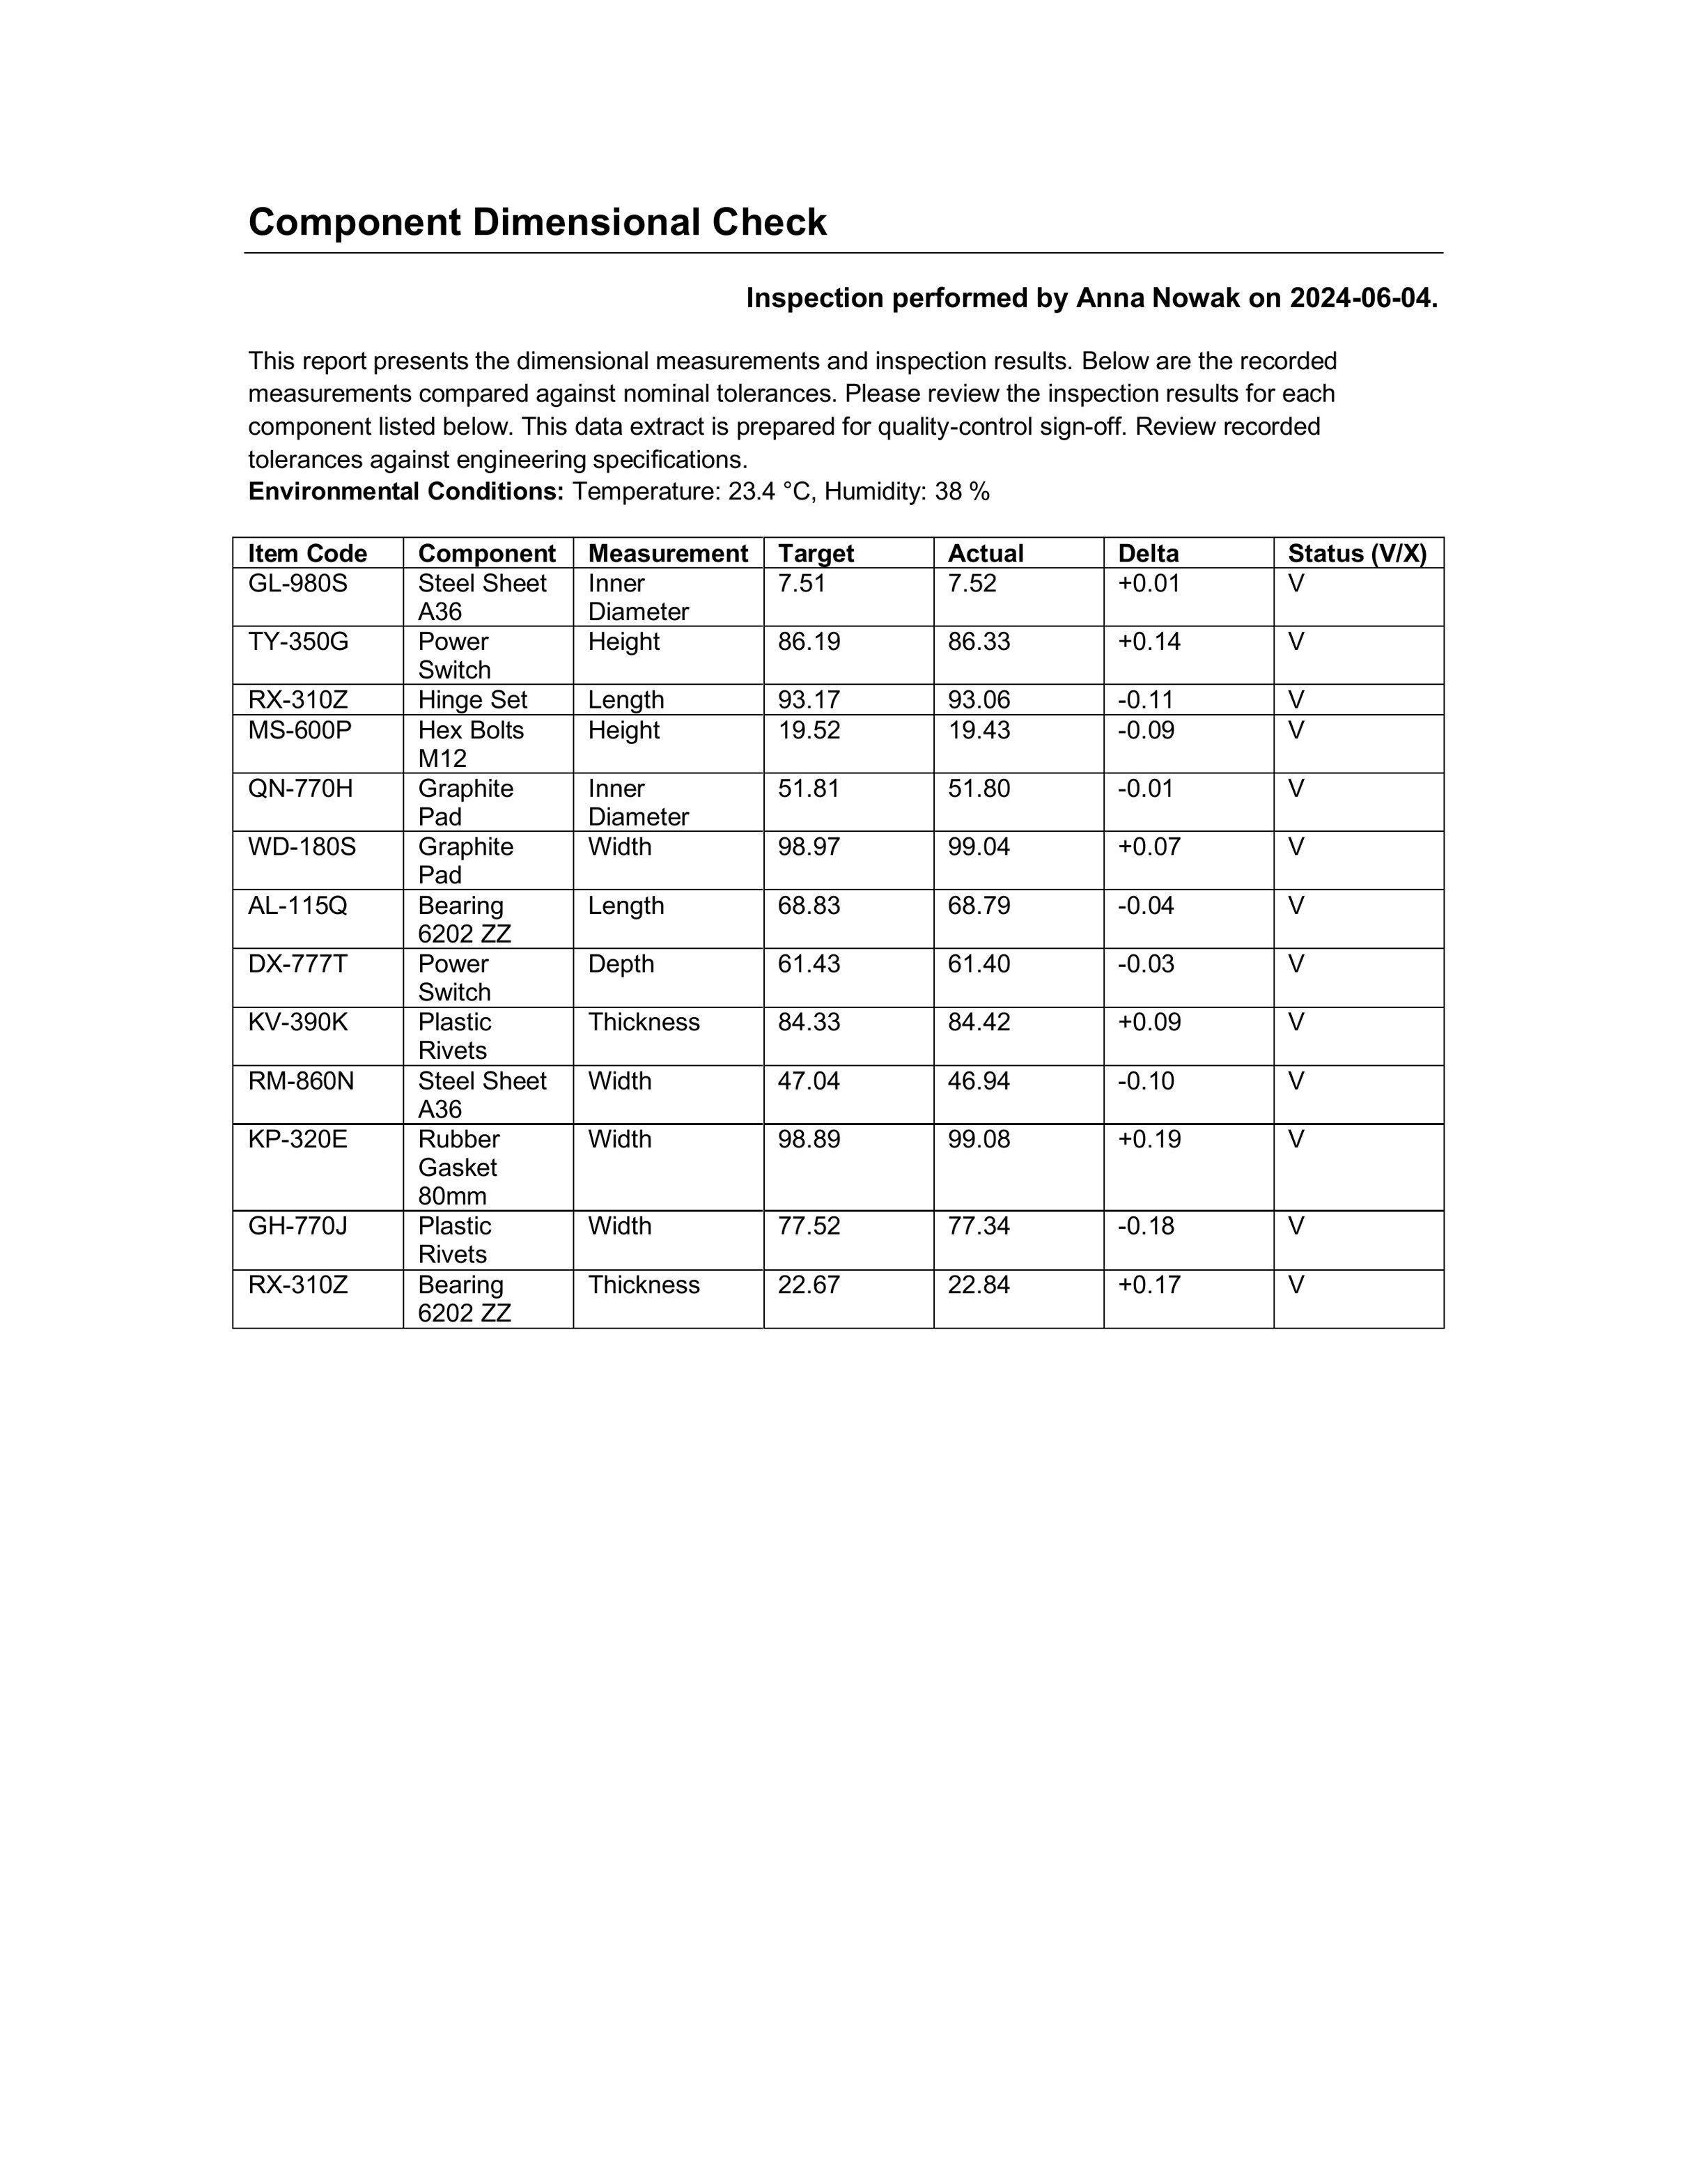 Component Dimensional Check
Inspection performed by Anna Nowak on 2024-06-04.
This report presents the dimensional measurements and inspection results. Below are the recorded
measurements compared against nominal tolerances. Please review the inspection results for each
component listed below. This data extract is prepared for quality-control sign-off. Review recorded
tolerances against engineering specifications.
Environmental Conditions: Temperature: 23.4 °C, Humidity: 38 %
Item Code Component Measurement Target Actual Delta Status (V/X)
GL-980S Steel Sheet Inner 7.51 7.52 +0.01 V
A36 Diameter
TY-350G Power Height 86.19 86.33 +0.14 V
Switch
RX-310Z Hinge Set Length 93.17 93.06 -0.11 V
MS-600P Hex Bolts Height 19.52 19.43 -0.09 V
M12
QN-770H Graphite Inner 51.81 51.80 -0.01 V
Pad Diameter
WD-180S Graphite Width 98.97 99.04 +0.07 V
Pad
AL-115Q Bearing Length 68.83 68.79 -0.04 V
6202 ZZ
DX-777T Power Depth 61.43 61.40 -0.03 V
Switch
KV-390K Plastic Thickness 84.33 84.42 +0.09 V
Rivets
RM-860N Steel Sheet Width 47.04 46.94 -0.10 V
A36
KP-320E Rubber Width 98.89 99.08 +0.19 V
Gasket
80mm
GH-770J Plastic Width 77.52 77.34 -0.18 V
Rivets
RX-310Z Bearing Thickness 22.67 22.84 +0.17 V
6202 ZZ